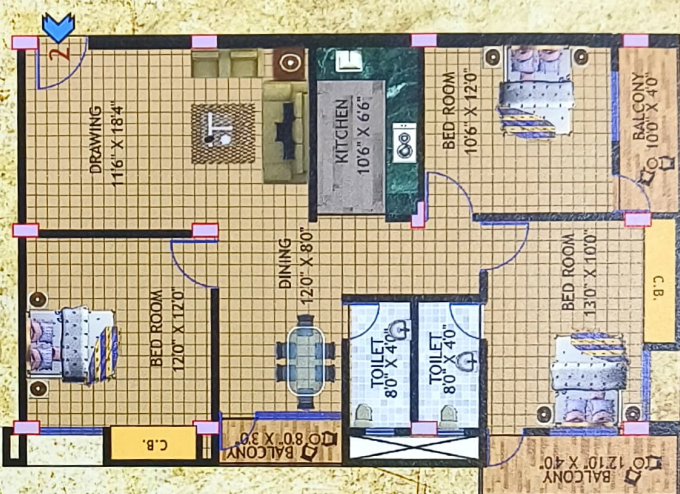 2
DRAWING
11'6" X 18'4"
KITCHEN
10'6" X 6'6"
BED ROOM
10'6" X 12'0"
BALCONY
10'0" X 4'0"
BED ROOM
12'0" X 12'0"
DINING
12'0" X 8'0"
TOILET
8'0" X 4'0"
TOILET
8'0" X 4'0"
BED ROOM
13'0" X 10'0"
C.B.
C.B.
BALCONY
8'0" X 3'0"
BALCONY
12'10" X 4'0"